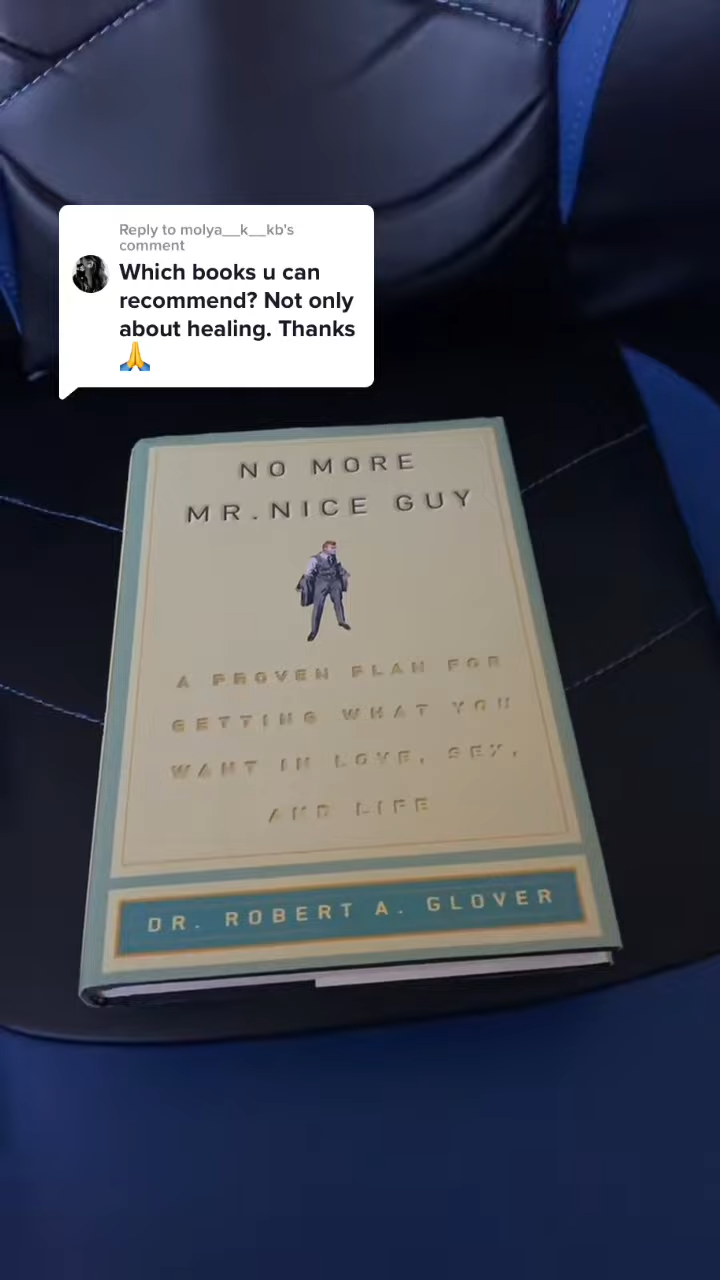 Reply to molya__k__kb's
comment
Which books u can
recommend? Not only
about healing. Thanks
🙏
NO MORE
MR. NICE GUY
A PROVEN PLAN FOR
GETTING WHAT YOU
WANT IN LOVE, SEX,
AND LIFE
DR. ROBERT A. GLOVER